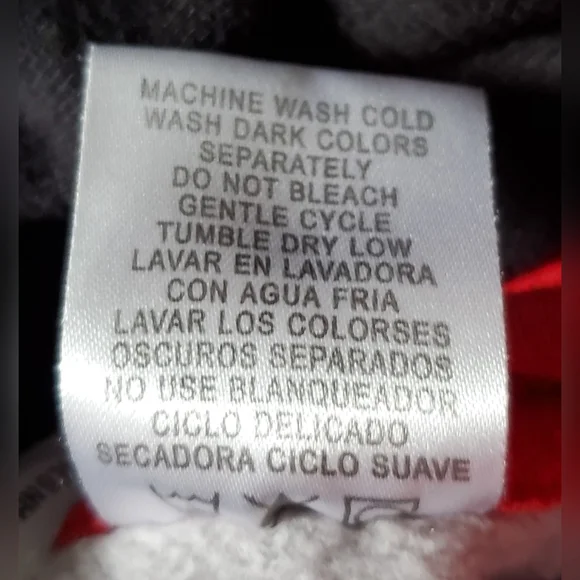 MACHINE WASH COLD
WASH DARK COLORS
SEPARATELY
DO NOT BLEACH
GENTLE CYCLE
TUMBLE DRY LOW
LAVAR EN LAVADORA
CON AGUA FRIA
LAVAR LOS COLORSES
OSCUROS SEPARADOS
NO USE BLANQUEADOR
CICLO DELICADO
SECADORA CICLO SUAVE